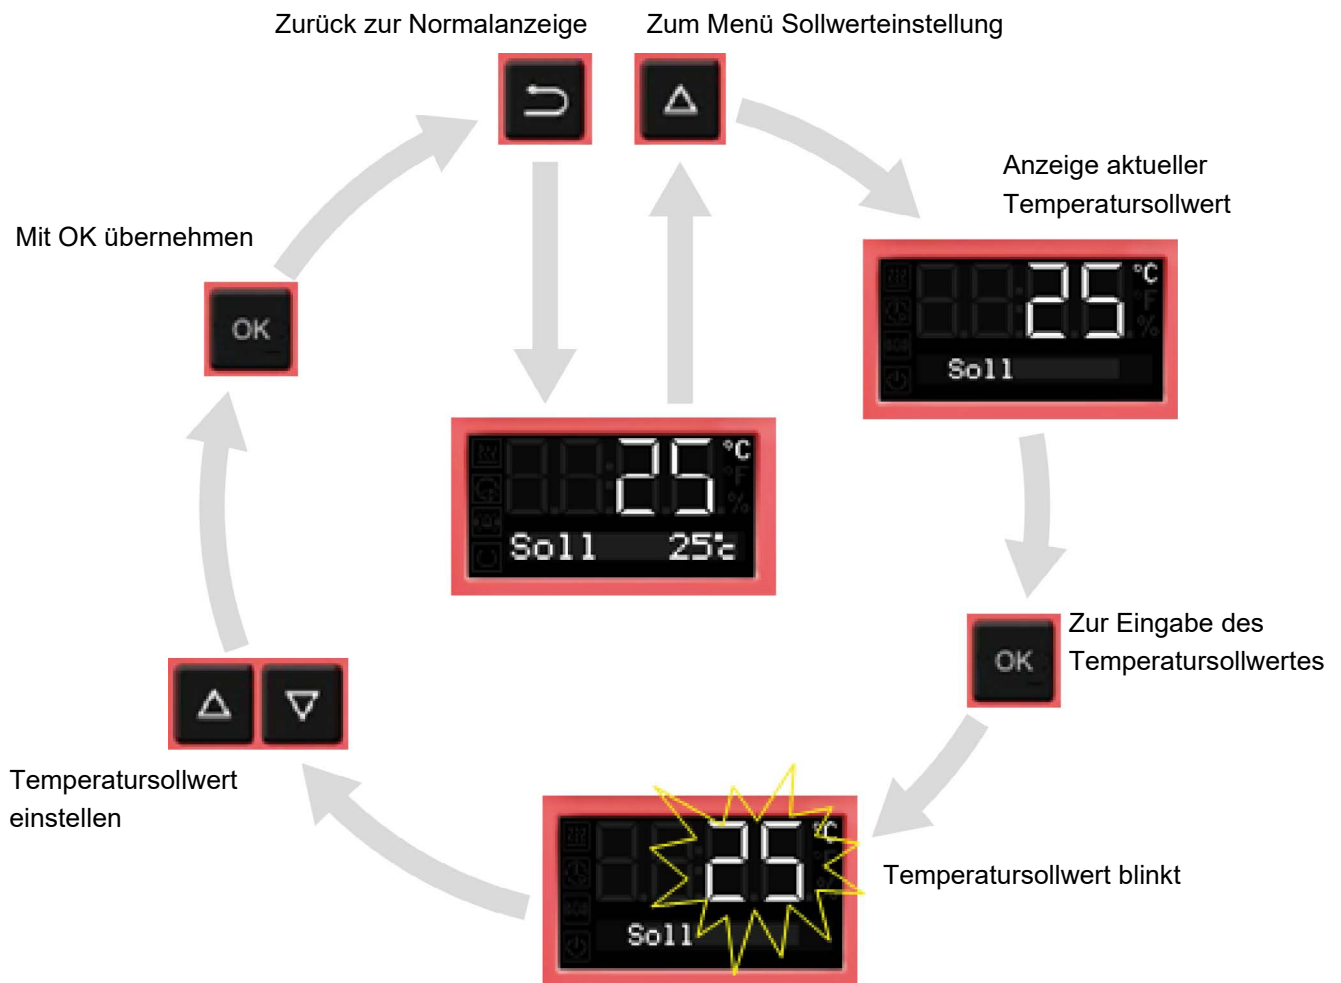 Zurück zur Normalanzeige
Zum Menü Sollwerteinstellung
Anzeige aktueller
Temperatursollwert
25 °C
°F
%
Soll
Mit OK übernehmen
OK
25 °C
°F
%
Soll 25°C
Zur Eingabe des
Temperatursollwertes
OK
Temperatursollwert
einstellen
25 °C
Soll
Temperatursollwert blinkt